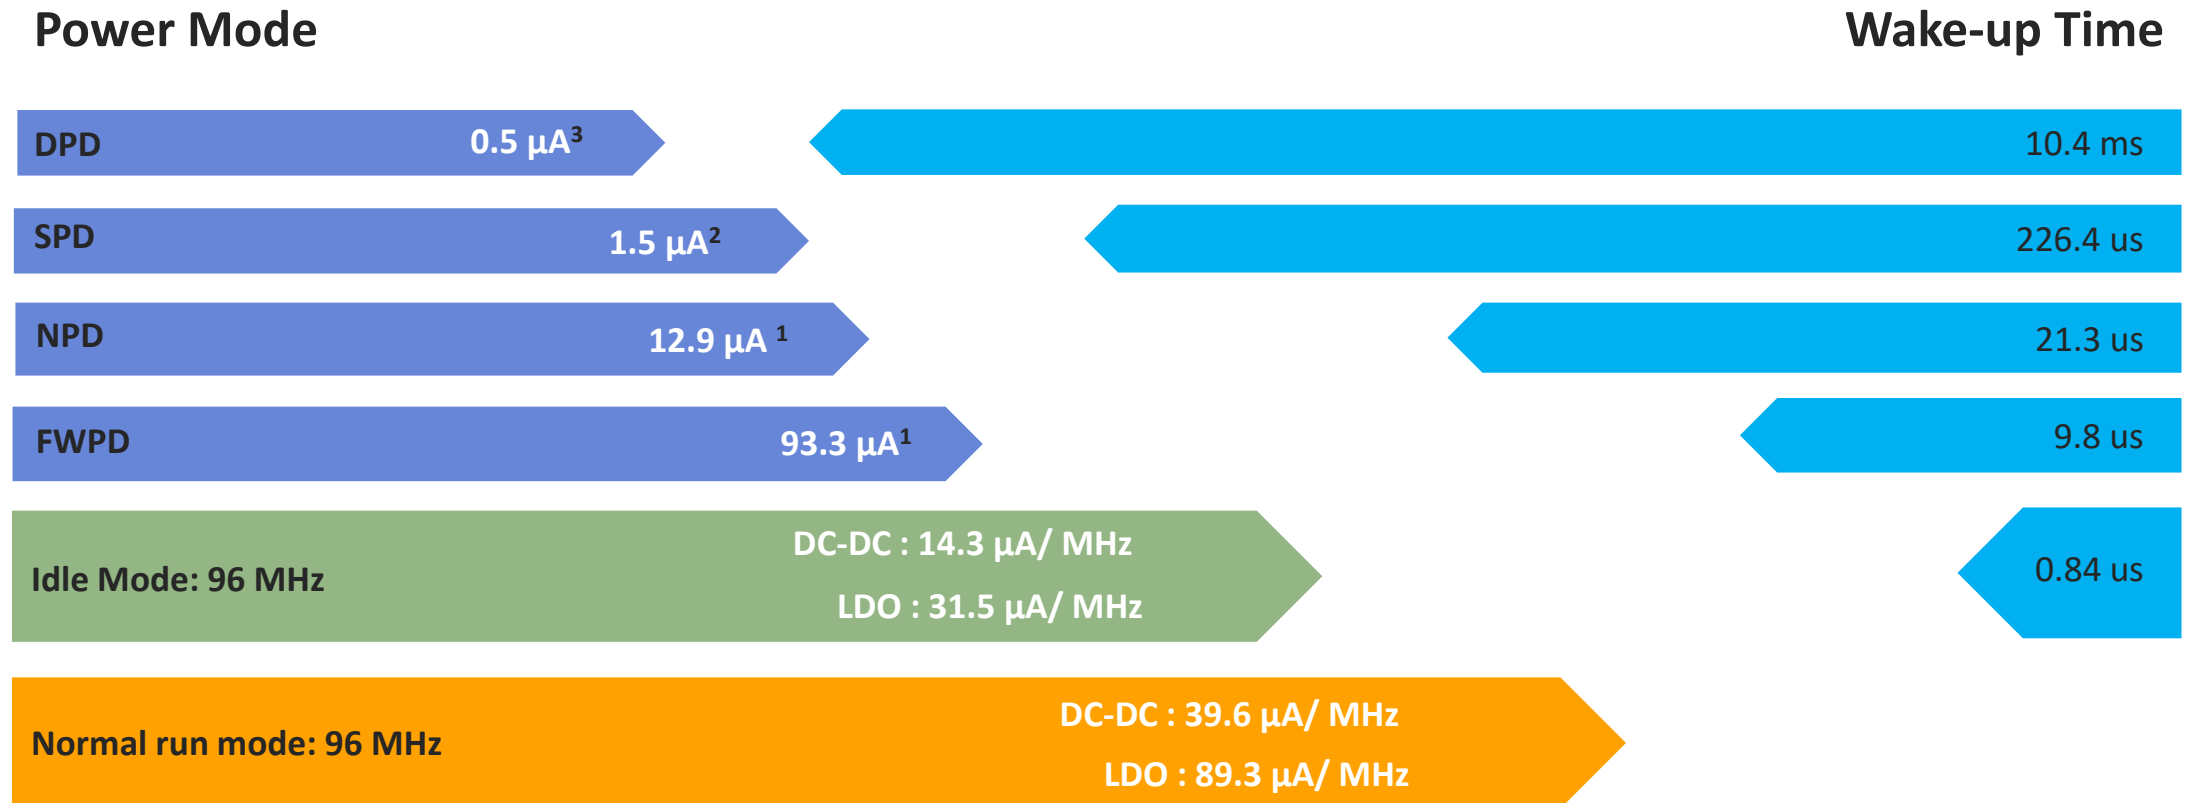 Power Mode Wake-up Time
DPD 0.5 µA³ 10.4 ms
SPD 1.5 µA² 226.4 us
NPD 12.9 µA ¹ 21.3 us
FWPD 93.3 µA¹ 9.8 us
Idle Mode: 96 MHz
DC-DC : 14.3 µA/ MHz
LDO : 31.5 µA/ MHz
0.84 us
Normal run mode: 96 MHz
DC-DC : 39.6 µA/ MHz
LDO : 89.3 µA/ MHz